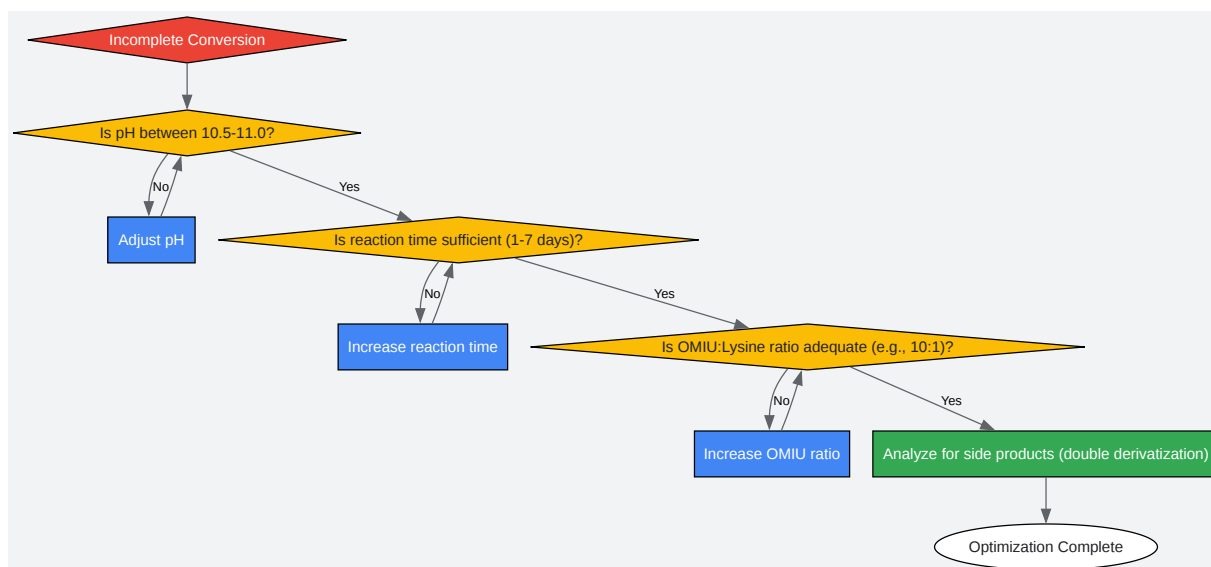 Incomplete Conversion
Is pH between 10.5-11.0?
No
Yes
Adjust pH
Is reaction time sufficient (1-7 days)?
No
Yes
Increase reaction time
Is OMIU:Lysine ratio adequate (e.g., 10:1)?
No
Yes
Increase OMIU ratio
Analyze for side products (double derivatization)
Optimization Complete